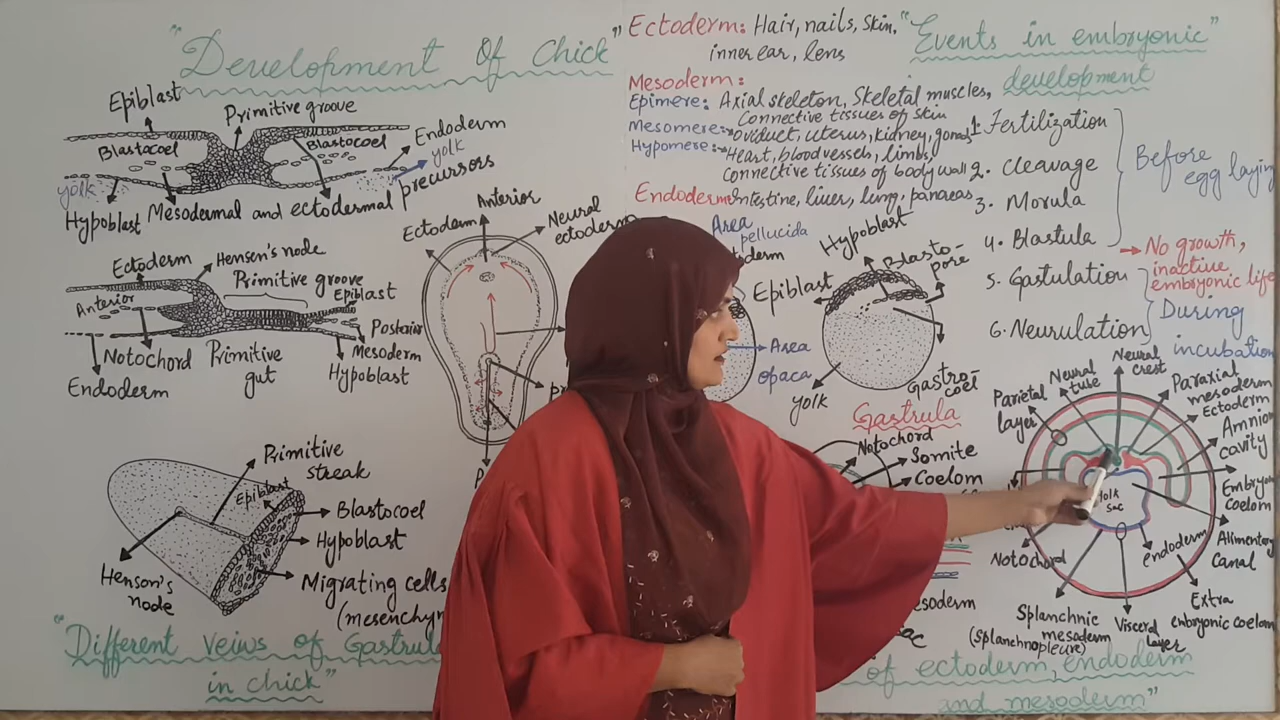 "Development Of Chick"
Epiblast
Primitive groove
Blastocoel
Blastocoel
Endoderm
yolk
yolk
Hypoblast
Mesodermal and ectodermal precursors
Ectoderm
Hensen's node
Primitive groove
Anterior
Epiblast
Posterior
Notochord
Primitive
gut
Mesoderm
Hypoblast
Endoderm
Anterior
Ectoderm
Neural
ectoderm
Primitive
streak
Epiblast
Blastocoel
Hypoblast
Migrating cells
Hensen's
node
"Different veiws of
in chick"
Ectoderm: Hair, nails, Skin,
inner ear, lens
Mesoderm:
Epimere: Axial skeleton, Skeletal muscles,
Connective tissues of skin
Mesomere: oviduct, uterus, kidney,
Hypomere: Heart, blood vessels, limbs,
Connective tissues of body wall
Endoderm: Intestine, liver, lung, pancreas
Area
pellucida
Hypoblast
Blasto-
pore
Epiblast
Area
opaca
yolk
Gastro-
coel
Gastrula
"Events in embryonic"
development
1. Fertilization
2. Cleavage
3. Morula
4. Blastula
Before
egg laying
No growth,
inactive
embryonic life
5. Gastulation
6. Neurulation
During
incubation
Notochord
Somite
Coelom
Parietal
layer
Neural
tube
Neural
crest
Paraxial
mesoderm
Ectoderm
Amnion
cavity
coelom
Alimentary
Canal
yolk
Sac
endoderm
Notochord
Splanchnic
mesoderm
(Splanchnopleure)
layer
Extra
embryonic coelom
of ectoderm, endoderm
and mesoderm"